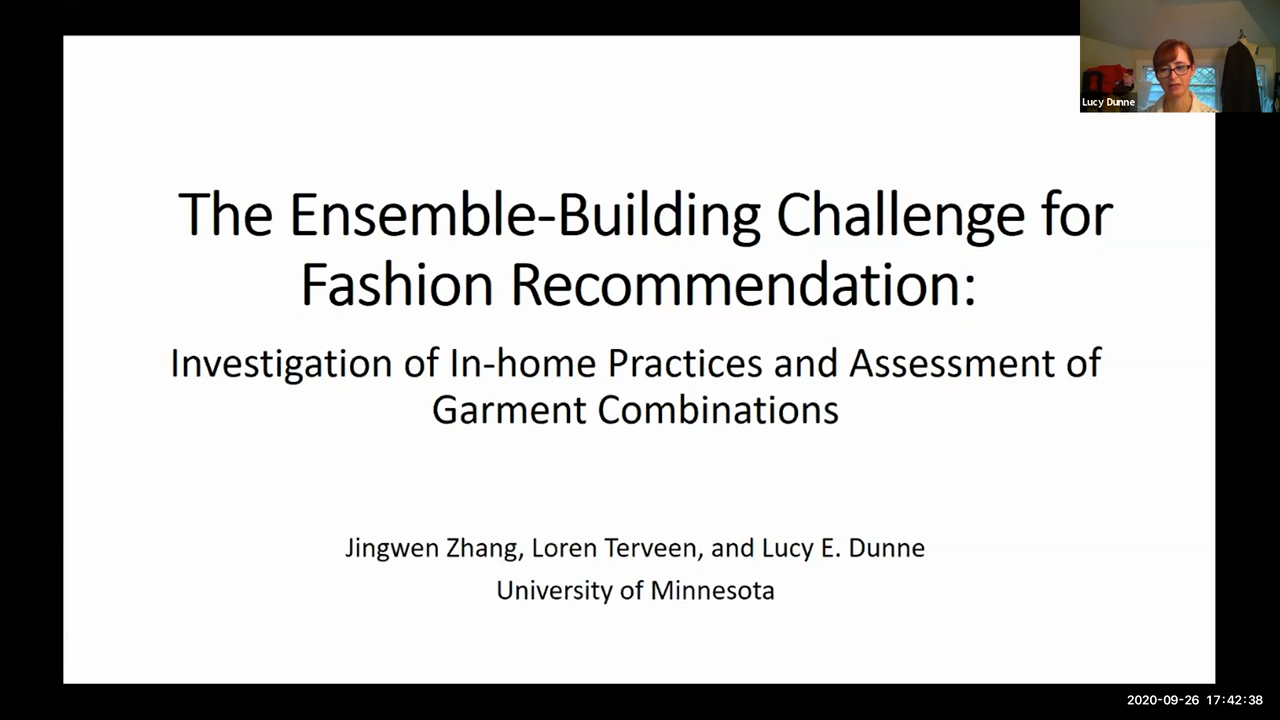 Lucy Dunne
The Ensemble-Building Challenge for
Fashion Recommendation:
Investigation of In-home Practices and Assessment of
Garment Combinations
Jingwen Zhang, Loren Terveen, and Lucy E. Dunne
University of Minnesota
2020-09-26 17:42:38